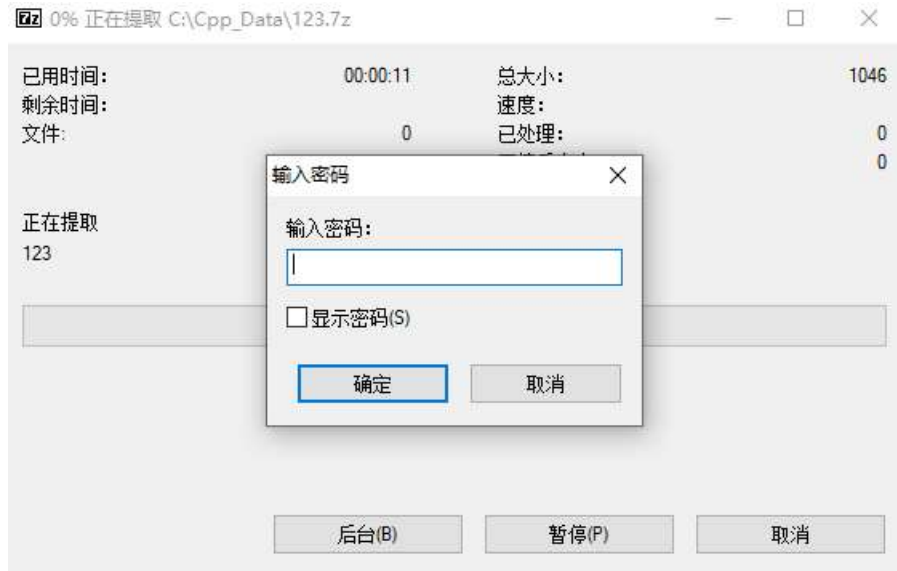 7z 0% 正在提取 C:\Cpp_Data\123.7z
已用时间: 00:00:11 总大小: 1046
剩余时间: 速度:
文件: 0 已处理: 0
0
输入密码
正在提取
123
输入密码:
显示密码(S)
确定 取消
后台(B) 暂停(P) 取消